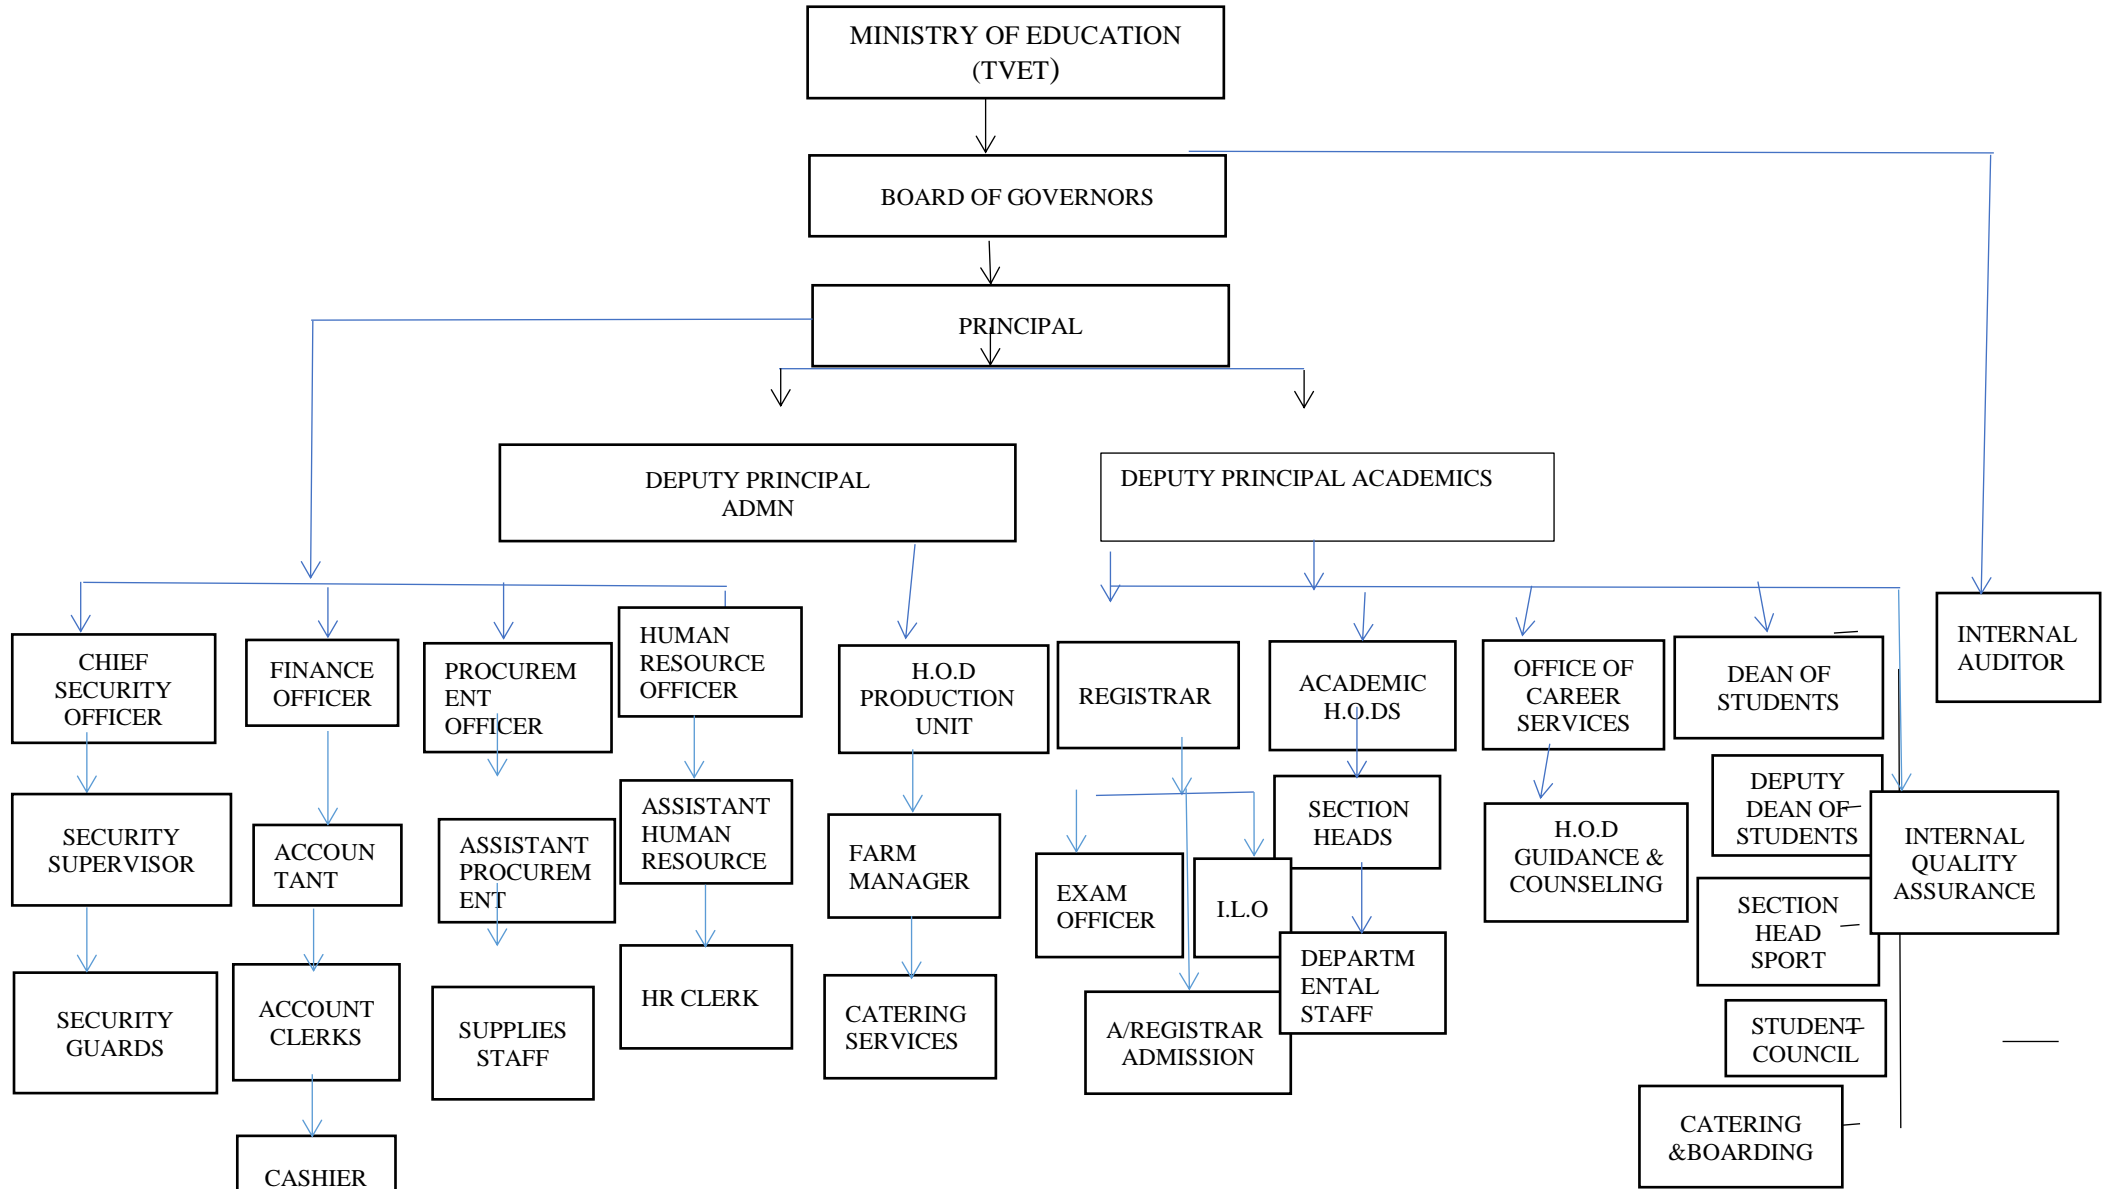 MINISTRY OF EDUCATION
(TVET)
BOARD OF GOVERNORS
PRINCIPAL
DEPUTY PRINCIPAL
ADMN
DEPUTY PRINCIPAL ACADEMICS
CHIEF
SECURITY
OFFICER
FINANCE
OFFICER
PROCUREM
ENT
OFFICER
HUMAN
RESOURCE
OFFICER
H.O.D
PRODUCTION
UNIT
REGISTRAR
ACADEMIC
H.O.DS
OFFICE OF
CAREER
SERVICES
DEAN OF
STUDENTS
INTERNAL
AUDITOR
SECURITY
SUPERVISOR
ACCOUN
TANT
ASSISTANT
PROCUREM
ENT
ASSISTANT
HUMAN
RESOURCE
FARM
MANAGER
EXAM
OFFICER
I.L.O
SECTION
HEADS
H.O.D
GUIDANCE &
COUNSELING
DEPUTY
DEAN OF
STUDENTS
INTERNAL
QUALITY
ASSURANCE
SECTION
HEAD
SPORT
SECURITY
GUARDS
ACCOUNT
CLERKS
SUPPLIES
STAFF
HR CLERK
CATERING
SERVICES
A/REGISTRAR
ADMISSION
DEPARTM
ENTAL
STAFF
STUDENT
COUNCIL
CATERING
&BOARDING
CASHIER